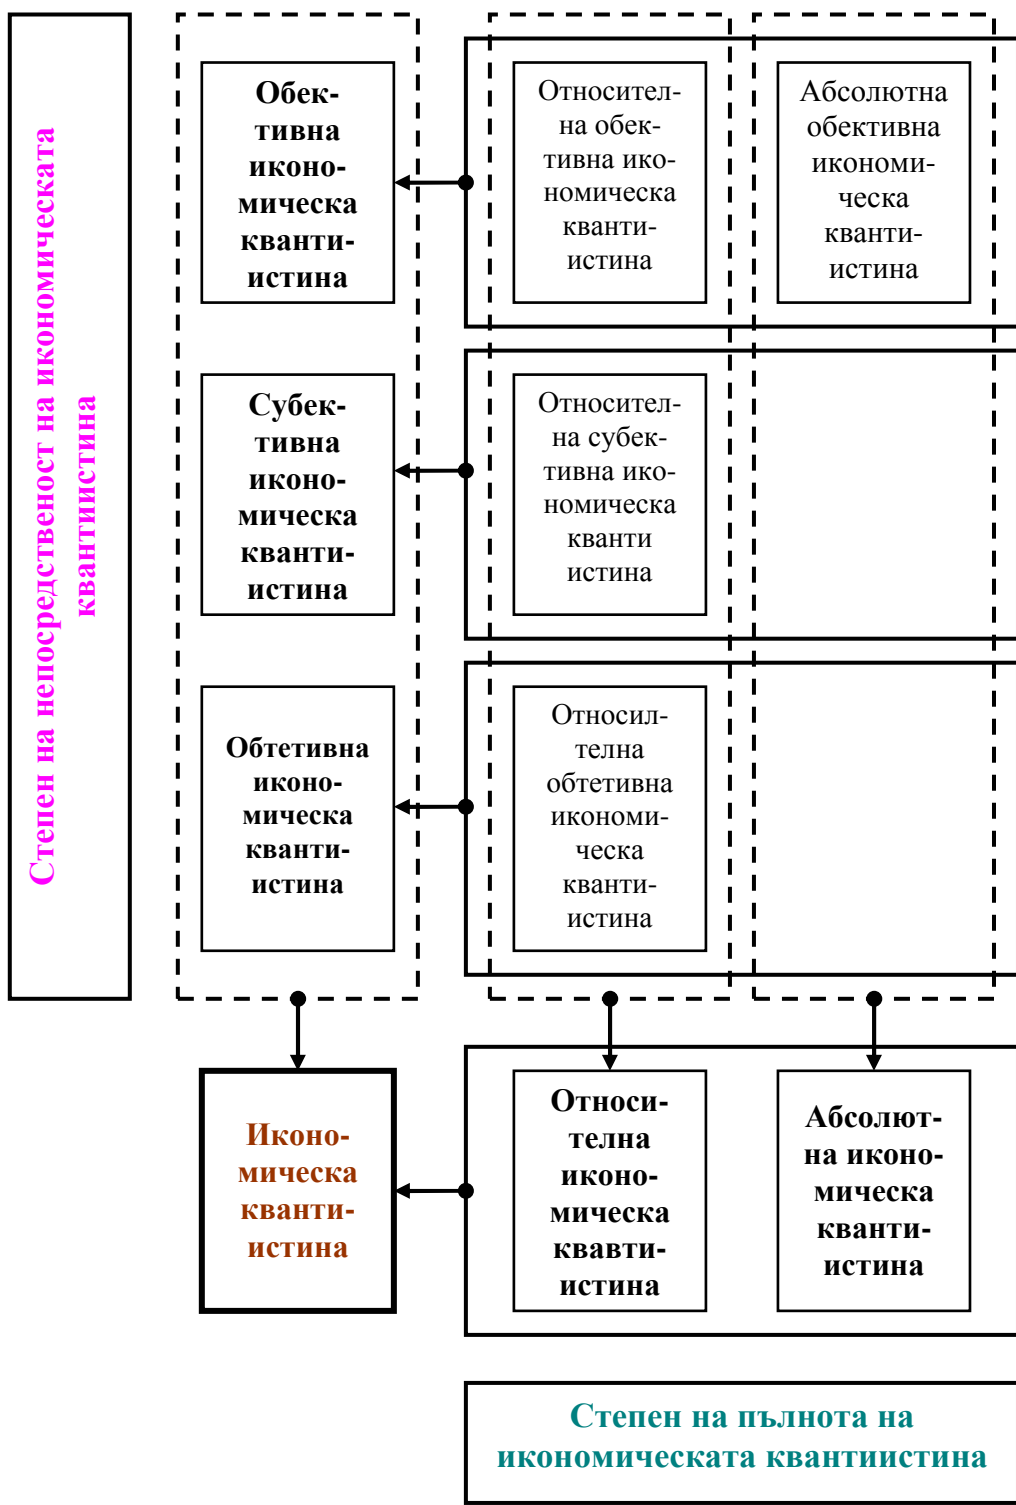 Степен на непосредственост на икономическата
квантиистина
Обек-
тивна
иконо-
мическа
кванти-
истина
Относител-
на обек-
тивна ико-
номическа
кванти-
истина
Абсолютна
обективна
икономи-
ческа
кванти-
истина
Субек-
тивна
иконо-
мическа
кванти-
истина
Относител-
на субек-
тивна ико-
номическа
кванти
истина
Обтетивна
иконо-
мическа
кванти-
истина
Относил-
телна
обтетивна
икономи-
ческа
кванти-
истина
Иконо-
мическа
кванти-
истина
Относи-
телна
иконо-
мическа
квавти-
истина
Абсолют-
на иконо-
мическа
кванти-
истина
Степен на пълнота на
икономическата квантиистина